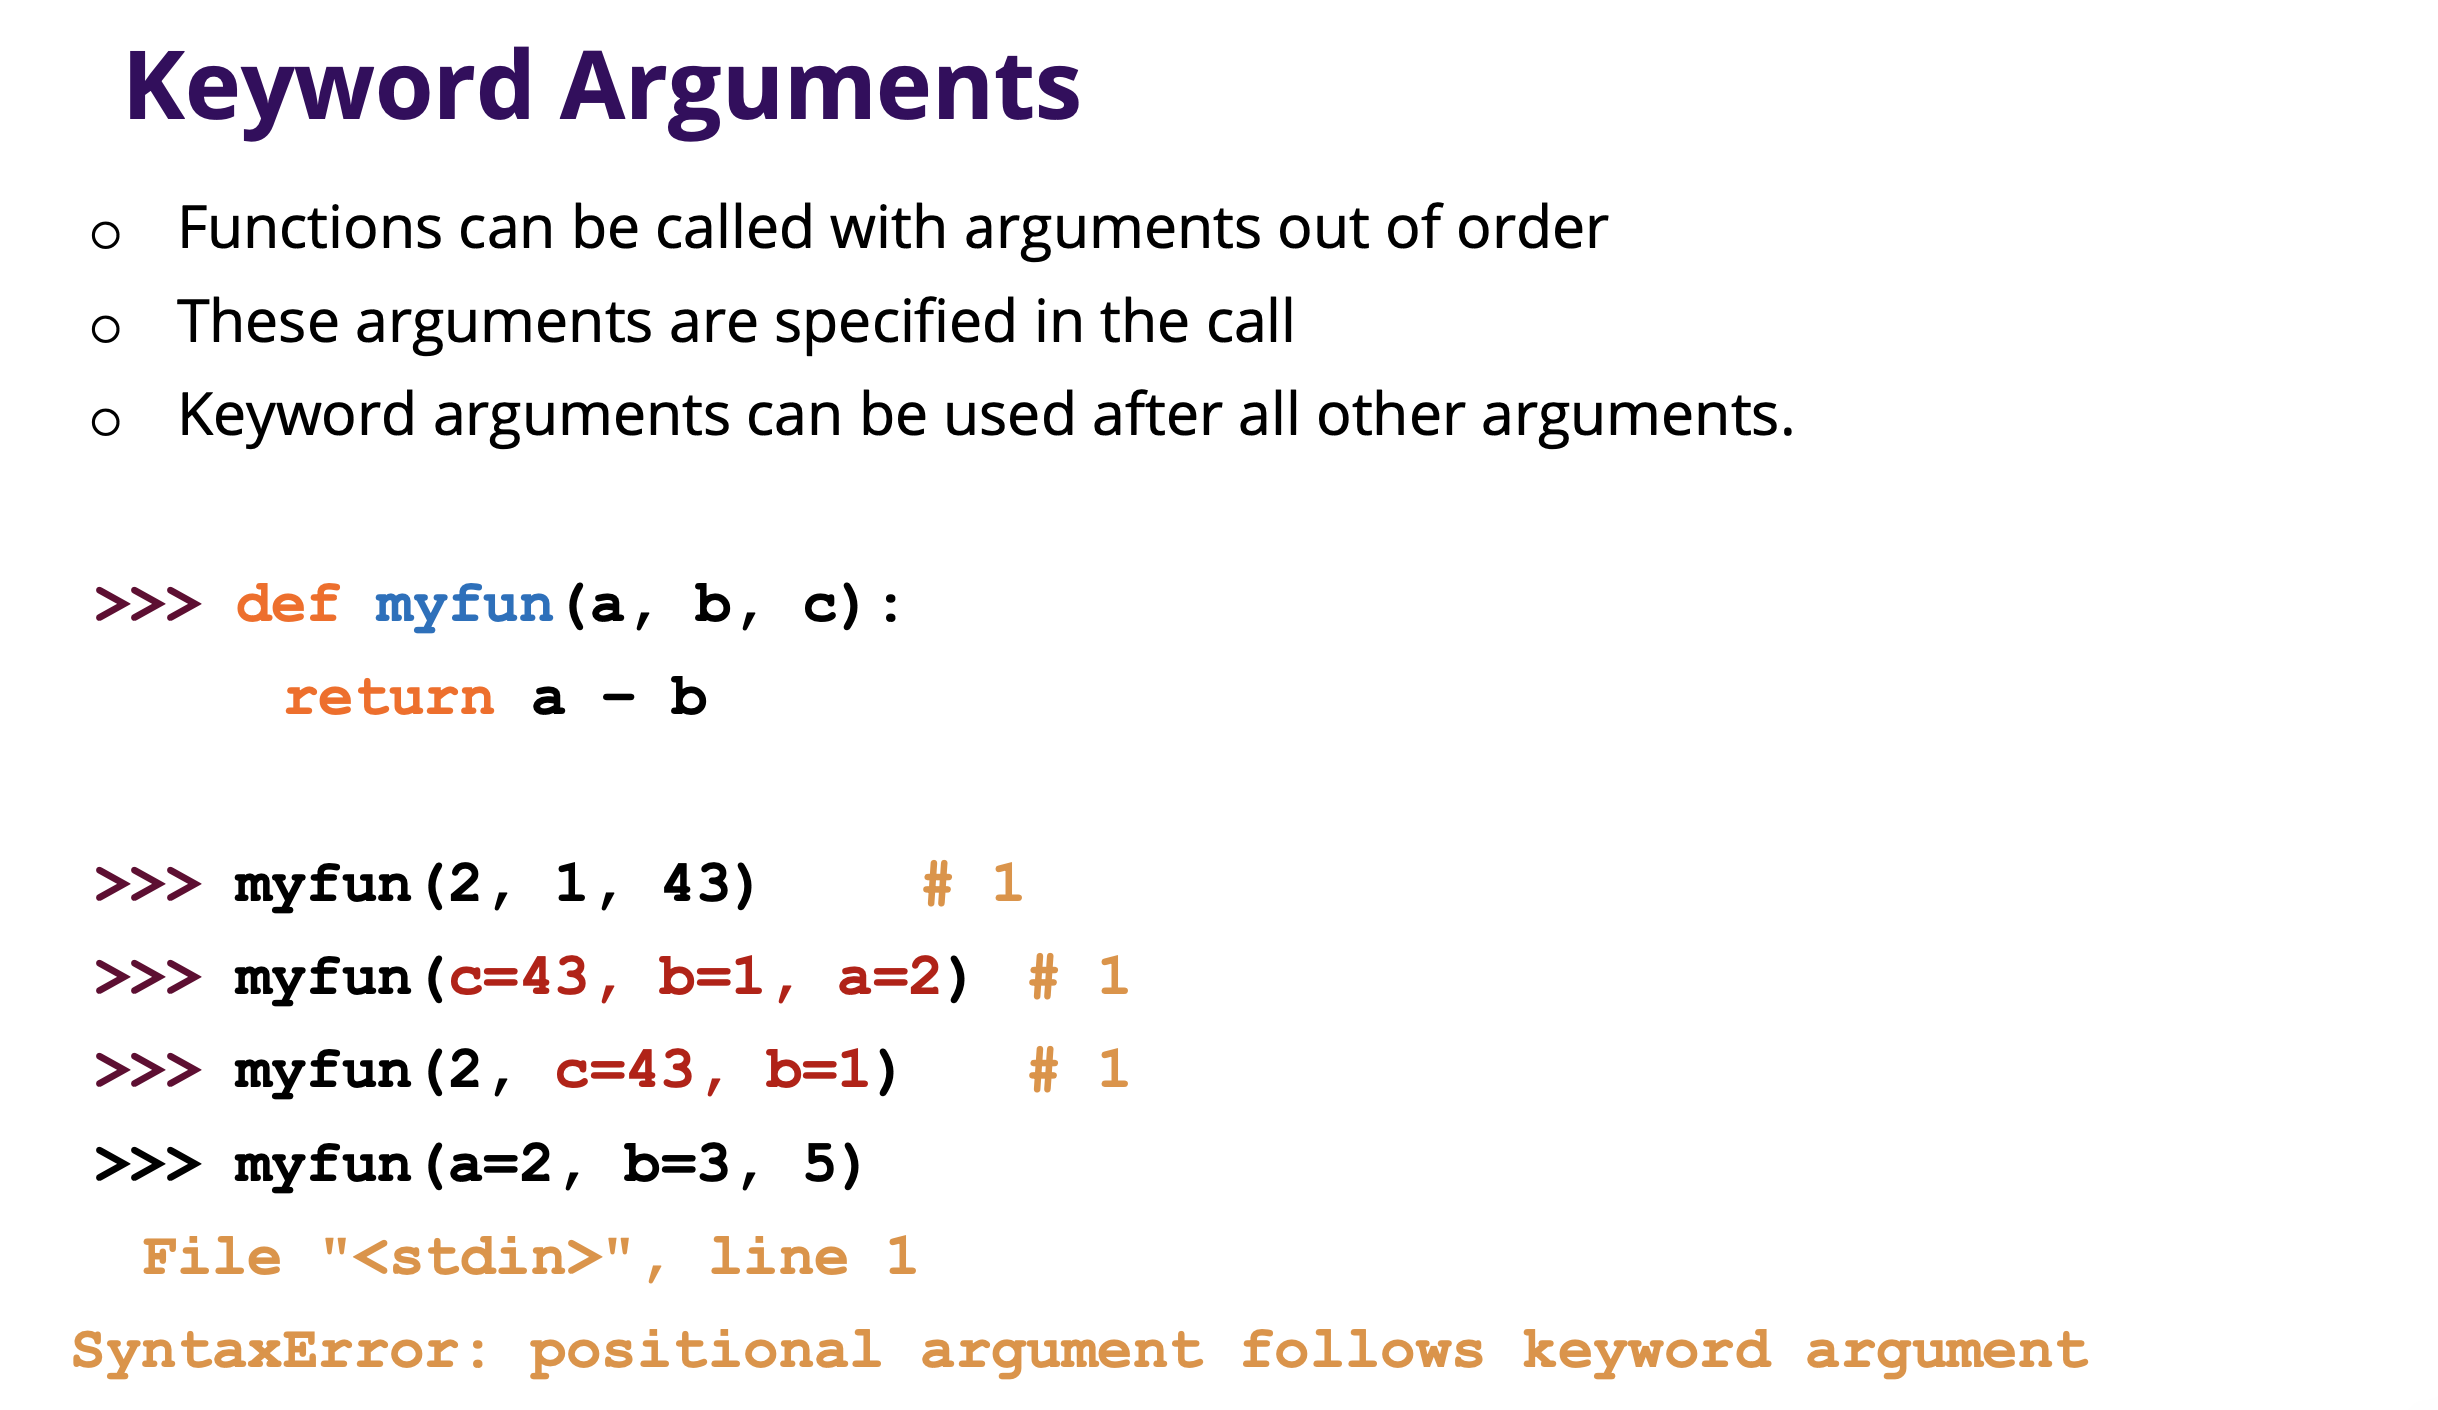 Keyword Arguments
○ Functions can be called with arguments out of order
○ These arguments are specified in the call
○ Keyword arguments can be used after all other arguments.
>>> def myfun(a, b, c):
return a – b
>>> myfun(2, 1, 43) # 1
>>> myfun(c=43, b=1, a=2) # 1
>>> myfun(2, c=43, b=1) # 1
>>> myfun(a=2, b=3, 5)
File "<stdin>", line 1
SyntaxError: positional argument follows keyword argument